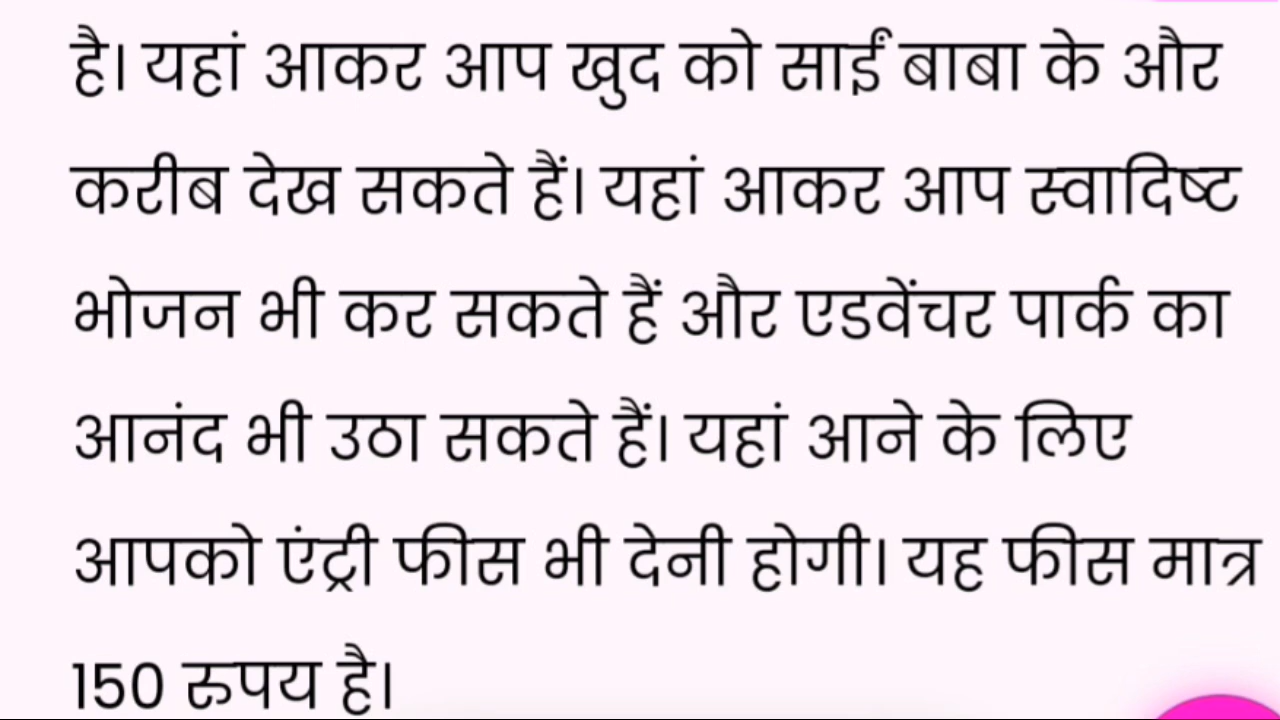 है। यहां आकर आप खुद को साईं बाबा के और
करीब देख सकते हैं। यहां आकर आप स्वादिष्ट
भोजन भी कर सकते हैं और एडवेंचर पार्क का
आनंद भी उठा सकते हैं। यहां आने के लिए
आपको एंट्री फीस भी देनी होगी। यह फीस मात्र
150 रुपय है।